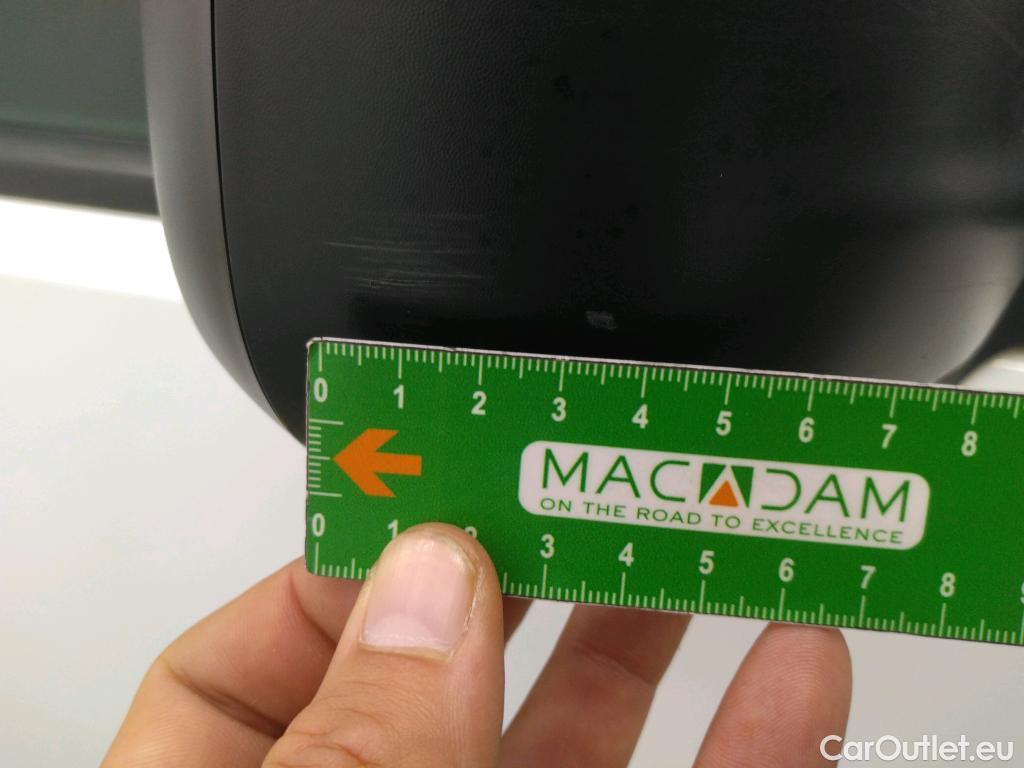 0 1 2 3 4 5 6 7 8
MACADAM
ON THE ROAD TO EXCELLENCE
0 1 2 3 4 5 6 7 8 9
CarOutlet.eu